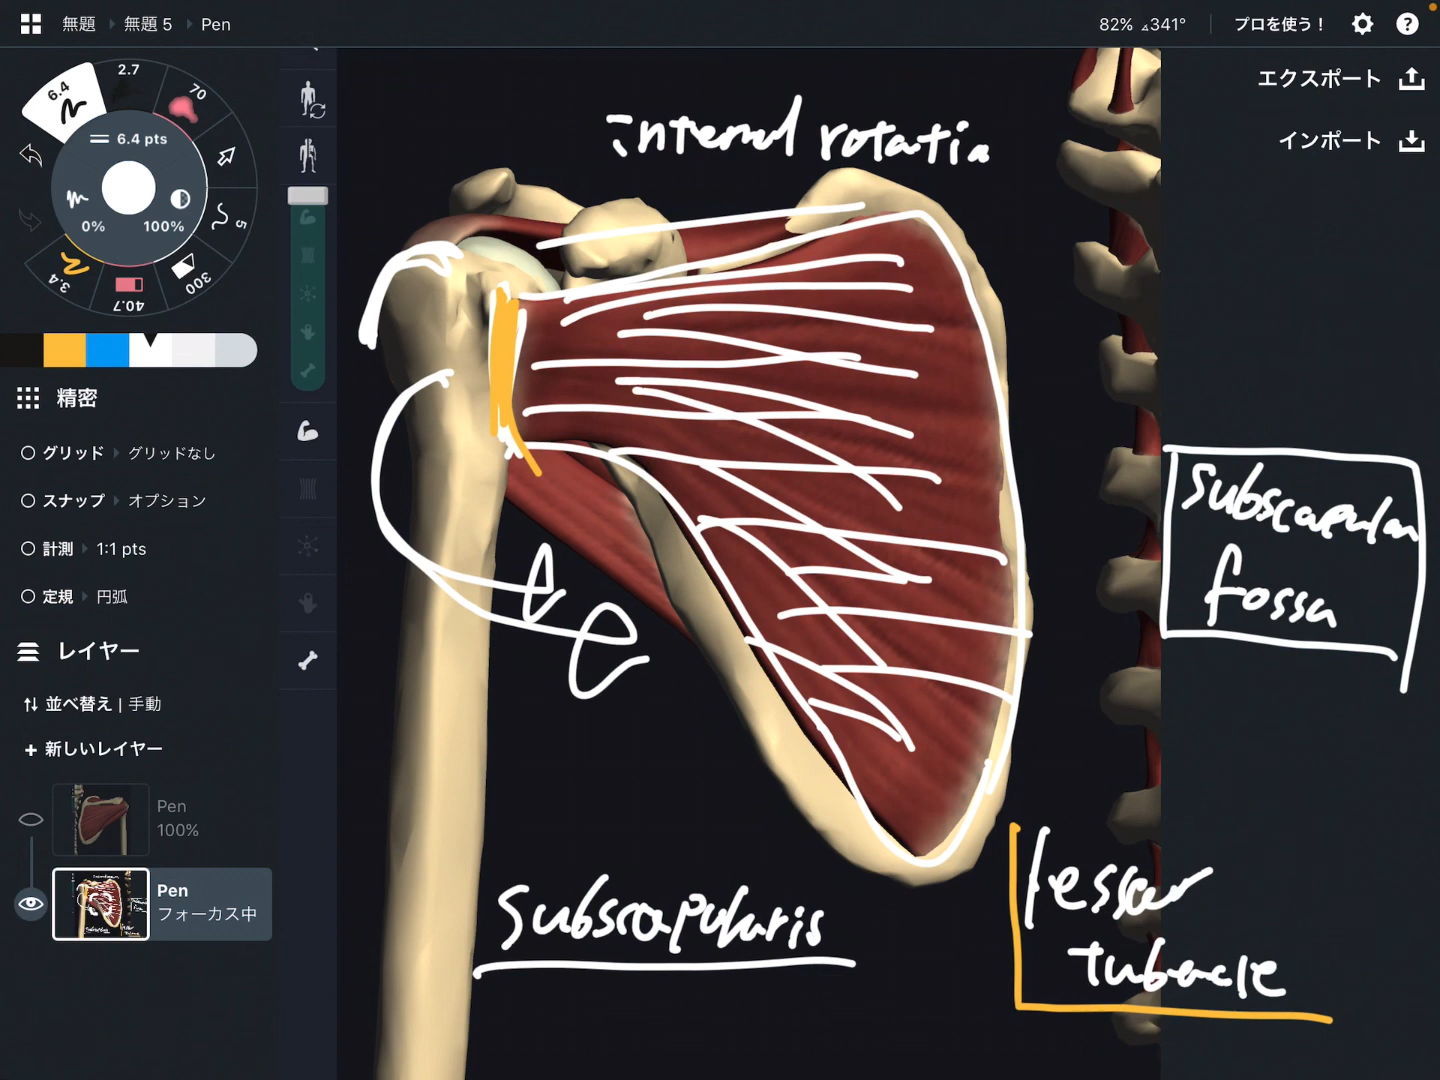 無題 無題 5 Pen
82% ∡341° プロを使う！
エクスポート
インポート
6.4
2.7
70
5
300
40.7
3.4
6.4 pts
0% 100%
精密
グリッド グリッドなし
スナップ オプション
計測 1:1 pts
定規 円弧
レイヤー
並べ替え | 手動
新しいレイヤー
Pen
100%
Pen
フォーカス中
internal rotatin
subscapular
fossa
Subscapularis
lesser
tubercle